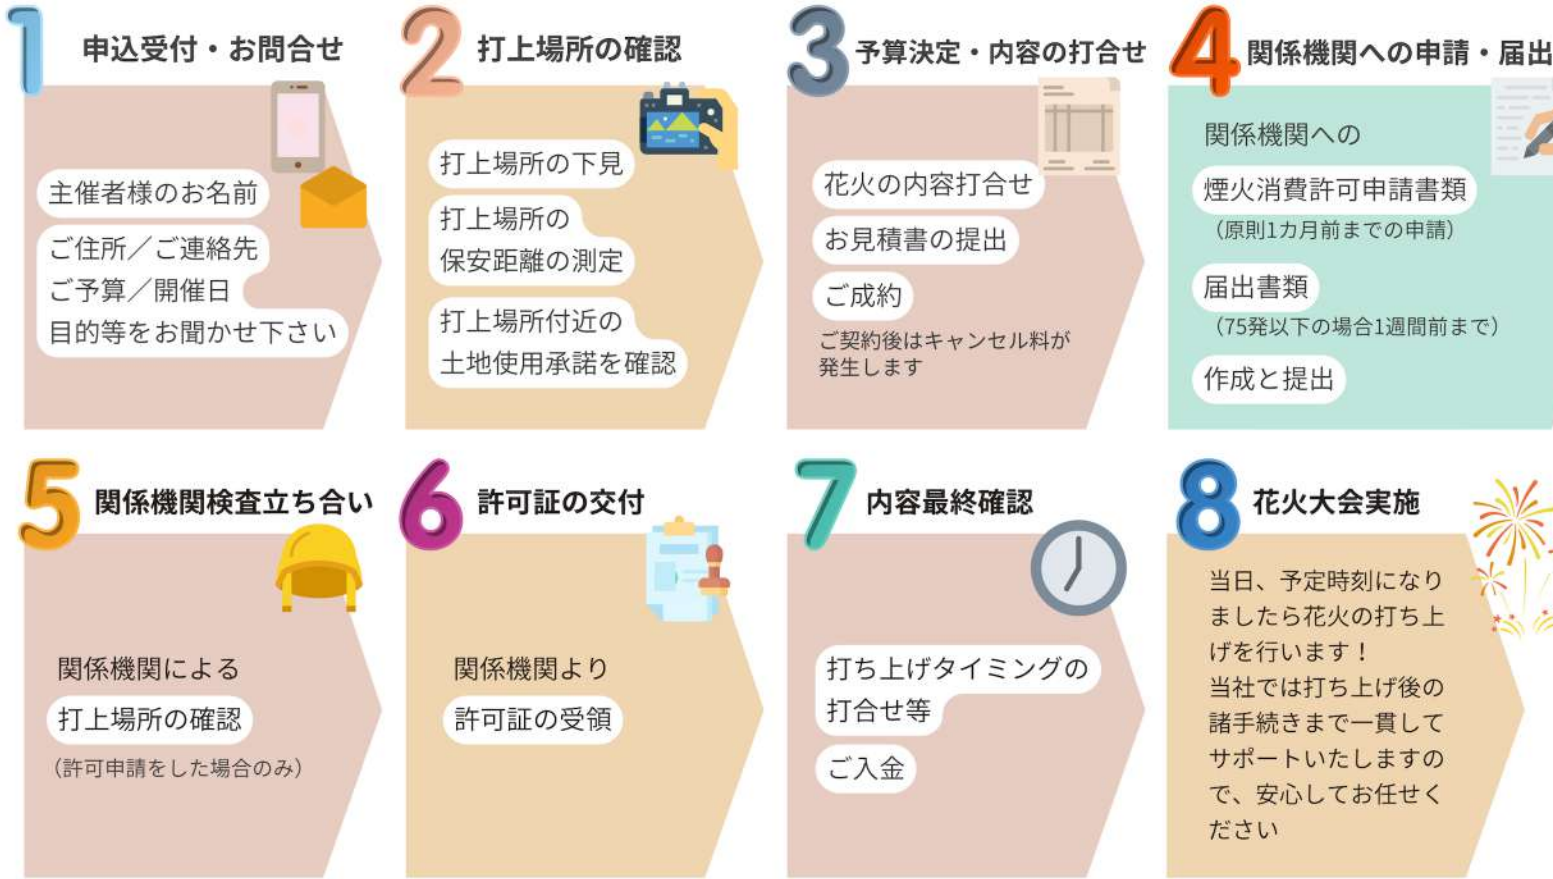 1
申込受付・お問合せ
主催者様のお名前
ご住所／ご連絡先
ご予算／開催日
目的等をお聞かせ下さい
2
打上場所の確認
打上場所の下見
打上場所の
保安距離の測定
打上場所付近の
土地使用承諾を確認
3
予算決定・内容の打合せ
花火の内容打合せ
お見積書の提出
ご成約
ご契約後はキャンセル料が
発生します
4
関係機関への申請・届出
関係機関への
煙火消費許可申請書類
（原則1カ月前までの申請）
届出書類
（75発以下の場合1週間前まで）
作成と提出
5
関係機関検査立ち合い
関係機関による
打上場所の確認
（許可申請をした場合のみ）
6
許可証の交付
関係機関より
許可証の受領
7
内容最終確認
打ち上げタイミングの
打合せ等
ご入金
8
花火大会実施
当日、予定時刻になり
ましたら花火の打ち上
げを行います！
当社では打ち上げ後の
諸手続きまで一貫して
サポートいたしますの
で、安心してお任せく
ださい